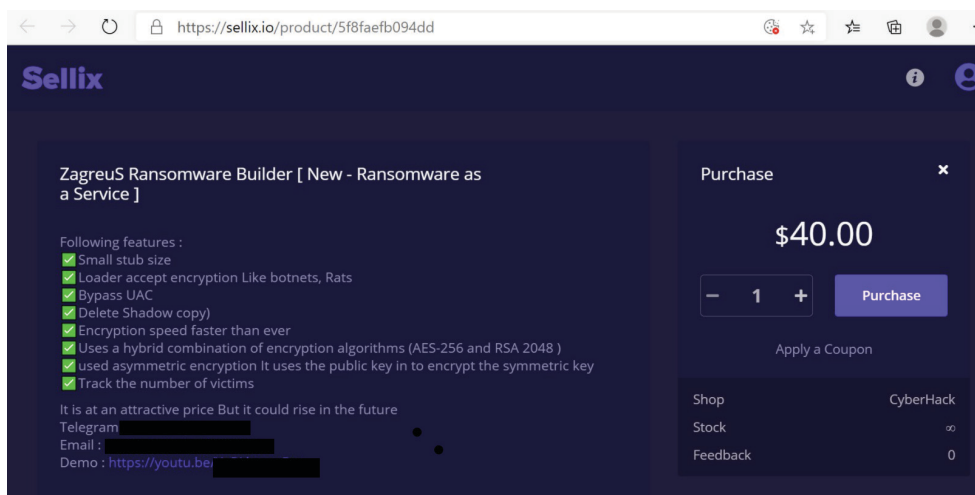 https://sellix.io/product/5f8faefb094dd
Sellix
ZagreuS Ransomware Builder [ New - Ransomware as
a Service ]
Following features :
✅Small stub size
✅Loader accept encryption Like botnets, Rats
✅Bypass UAC
✅Delete Shadow copy)
✅Encryption speed faster than ever
✅Uses a hybrid combination of encryption algorithms (AES-256 and RSA 2048 )
✅used asymmetric encryption It uses the public key in to encrypt the symmetric key
✅Track the number of victims
It is at an attractive price But it could rise in the future
Telegram
Email :
Demo : https://youtu.be/
Purchase ×
$40.00
− 1 + Purchase
Apply a Coupon
Shop CyberHack
Stock ∞
Feedback 0